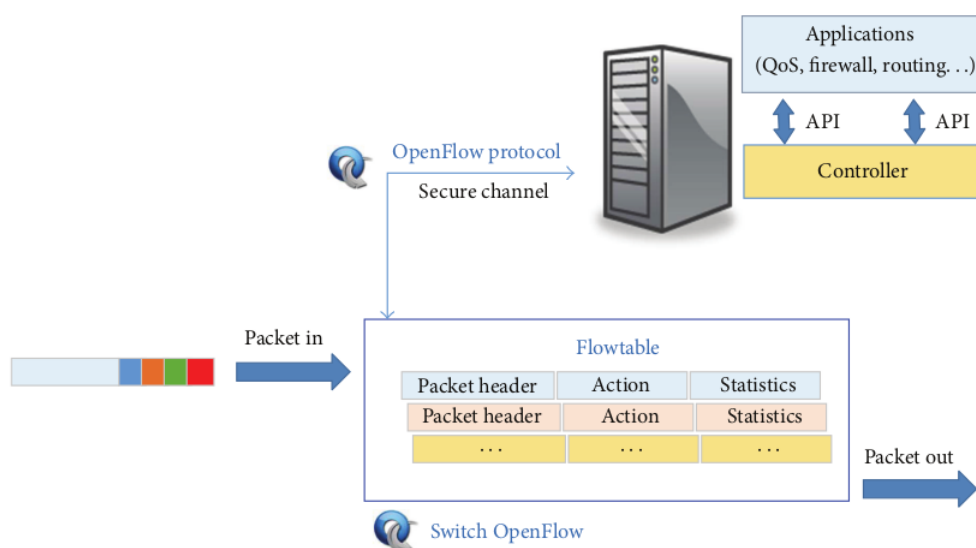 Applications
(QoS, firewall, routing. . .)
API API
Controller
OpenFlow protocol
Secure channel
Packet in
Flowtable
Packet header Action Statistics
Packet header Action Statistics
. . . . . . . . .
Packet out
Switch OpenFlow